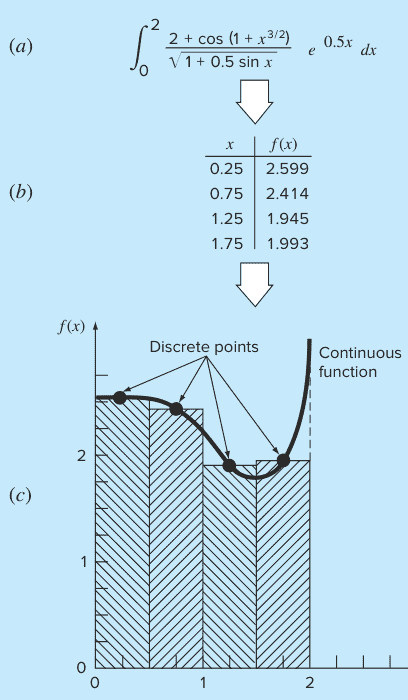 (a) ∫₀² (2 + cos (1 + x^{3/2})) / √(1 + 0.5 sin x) e^{0.5x} dx
(b)
x f(x)
0.25 2.599
0.75 2.414
1.25 1.945
1.75 1.993
f(x)
Discrete points
Continuous
function
2
(c)
1
0
0 1 2